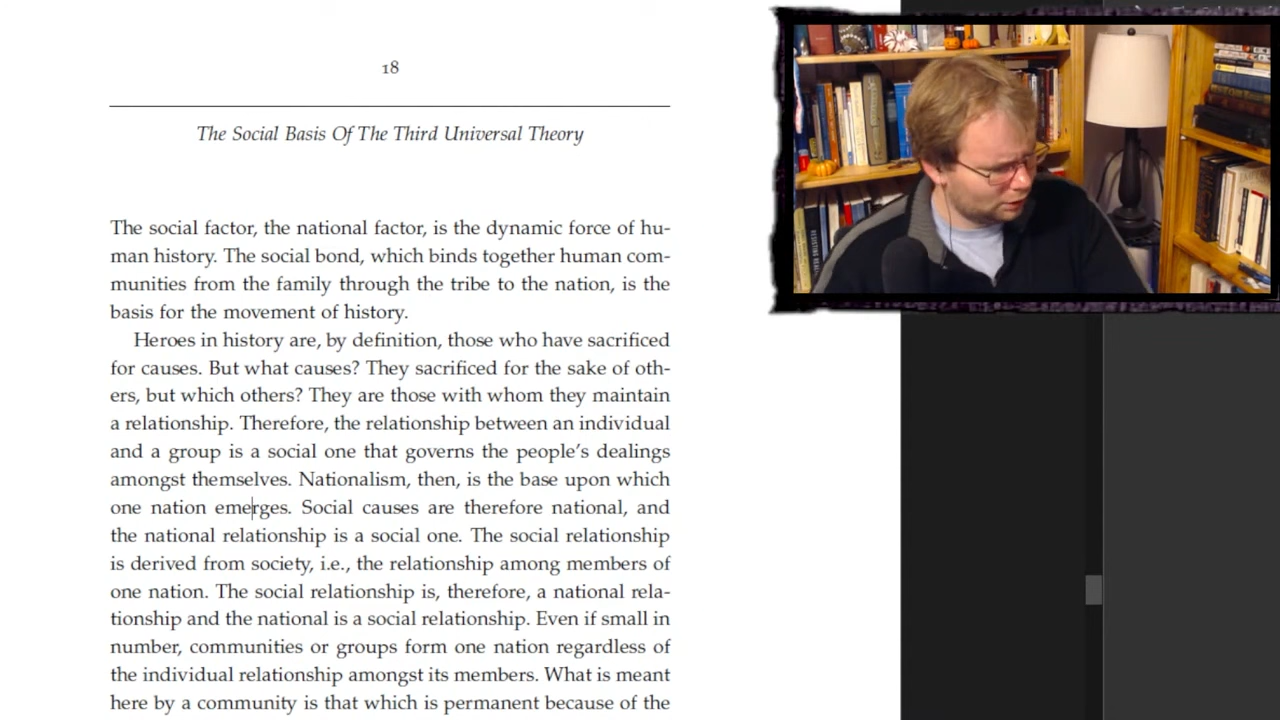 18
The Social Basis Of The Third Universal Theory
The social factor, the national factor, is the dynamic force of hu-
man history. The social bond, which binds together human com-
munities from the family through the tribe to the nation, is the
basis for the movement of history.
Heroes in history are, by definition, those who have sacrificed
for causes. But what causes? They sacrificed for the sake of oth-
ers, but which others? They are those with whom they maintain
a relationship. Therefore, the relationship between an individual
and a group is a social one that governs the people's dealings
amongst themselves. Nationalism, then, is the base upon which
one nation emerges. Social causes are therefore national, and
the national relationship is a social one. The social relationship
is derived from society, i.e., the relationship among members of
one nation. The social relationship is, therefore, a national rela-
tionship and the national is a social relationship. Even if small in
number, communities or groups form one nation regardless of
the individual relationship amongst its members. What is meant
here by a community is that which is permanent because of the